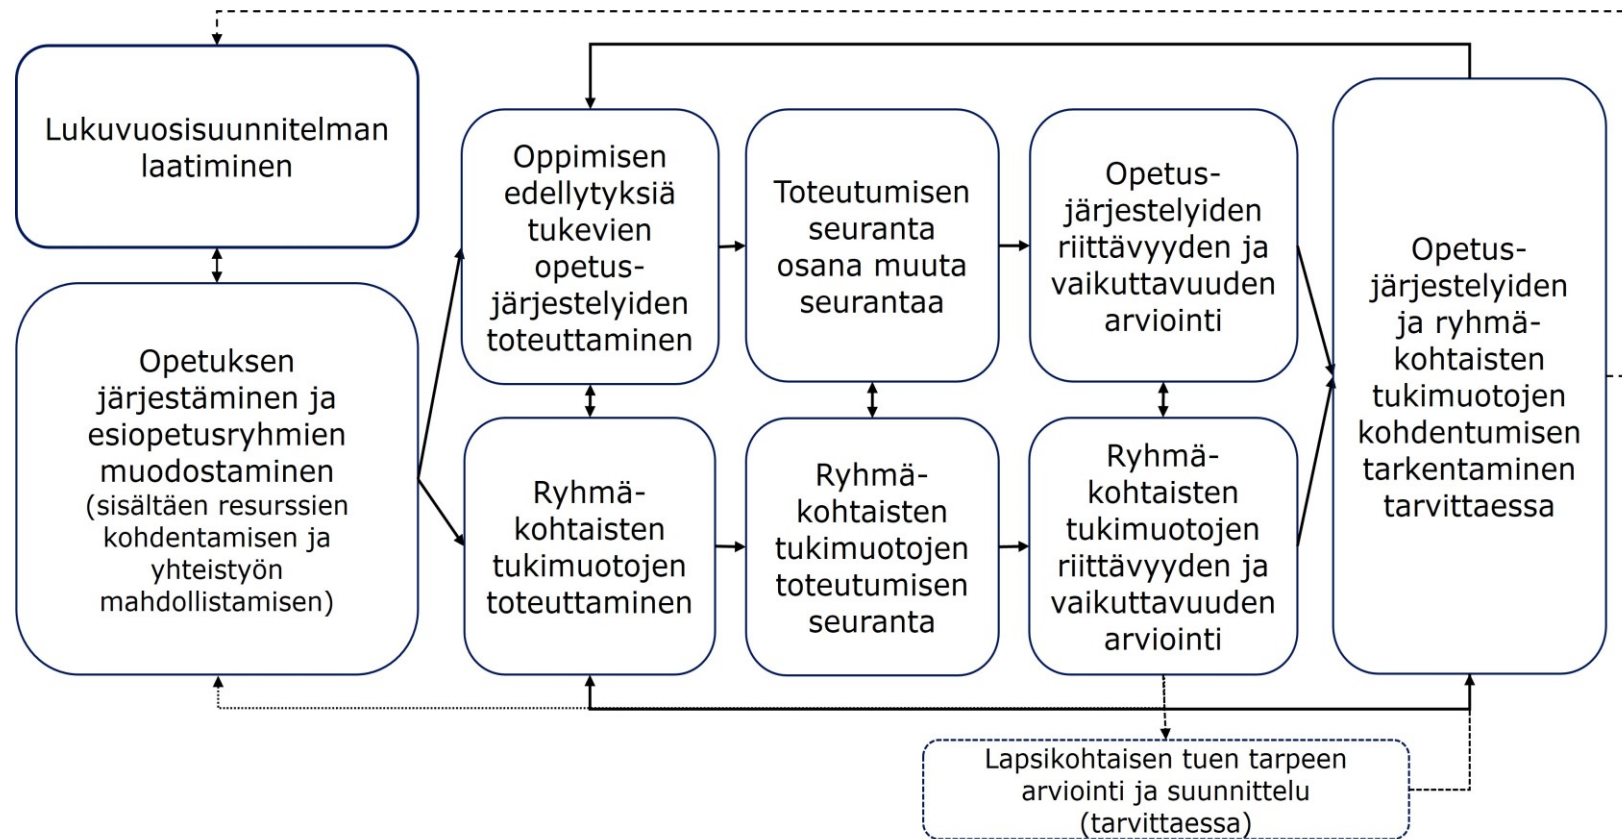 Lukuvuosisuunnitelman
laatiminen
Opetuksen
järjestäminen ja
esiopetusryhmien
muodostaminen
(sisältäen resurssien
kohdentamisen ja
yhteistyön
mahdollistamisen)
Oppimisen
edellytyksiä
tukevien
opetus-
järjestelyiden
toteuttaminen
Toteutumisen
seuranta
osana muuta
seurantaa
Opetus-
järjestelyiden
riittävyyden ja
vaikuttavuuden
arviointi
Ryhmä-
kohtaisten
tukimuotojen
toteuttaminen
Ryhmä-
kohtaisten
tukimuotojen
toteutumisen
seuranta
Ryhmä-
kohtaisten
tukimuotojen
riittävyyden ja
vaikuttavuuden
arviointi
Opetus-
järjestelyiden
ja ryhmä-
kohtaisten
tukimuotojen
kohdentumisen
tarkentaminen
tarvittaessa
Lapsikohtaisen tuen tarpeen
arviointi ja suunnittelu
(tarvittaessa)